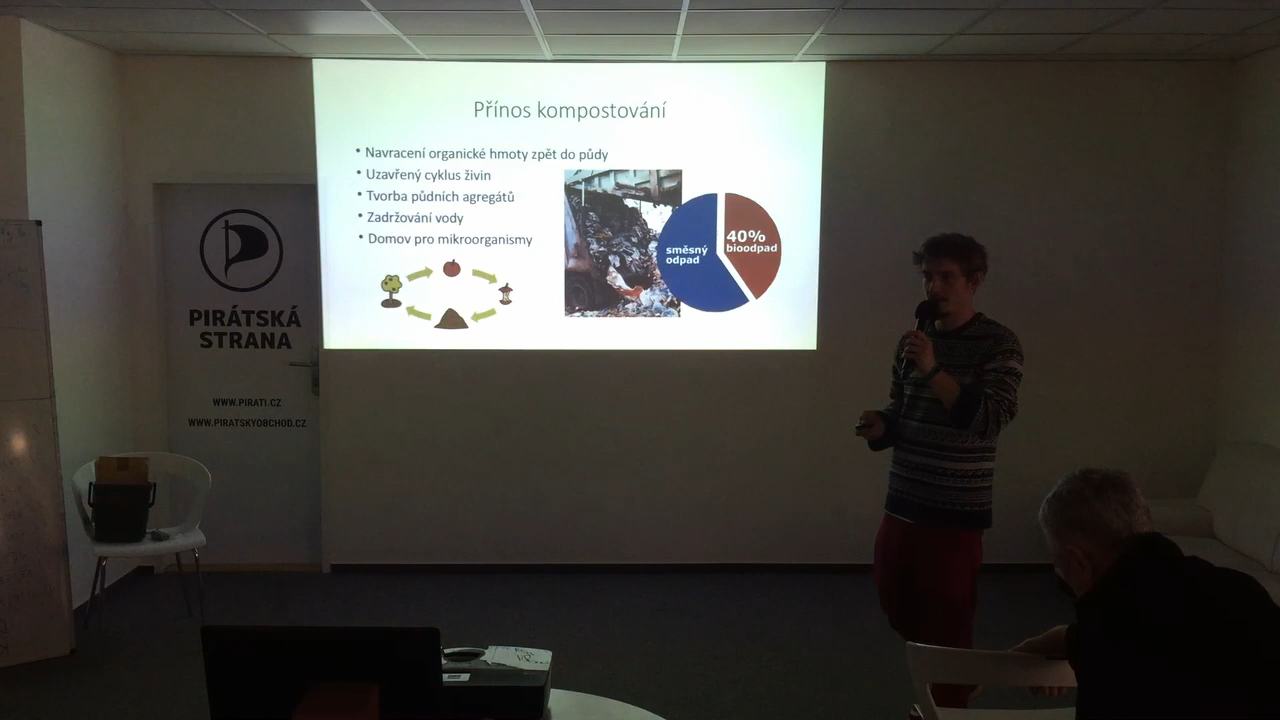 Přínos kompostování
• Navracení organické hmoty zpět do půdy
• Uzavřený cyklus živin
• Tvorba půdních agregátů
• Zadržování vody
• Domov pro mikroorganismy
směsný
odpad
40%
bioodpad
PIRÁTSKÁ
STRANA
WWW.PIRATI.CZ
WWW.PIRATSKYOBCHOD.CZ